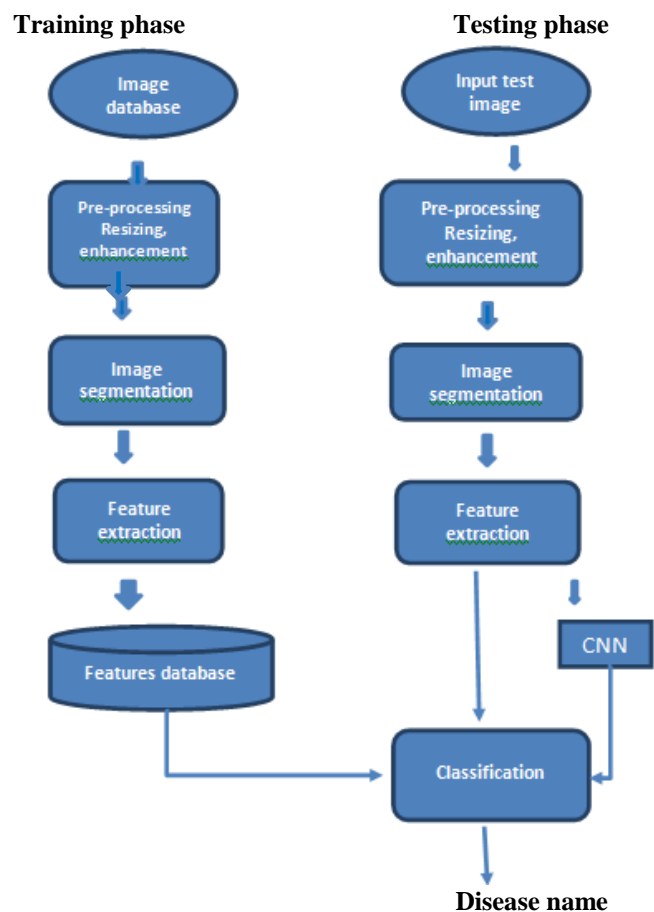 Training phase
Image
database
Pre-processing
Resizing,
enhancement
Image
segmentation
Feature
extraction
Features database
Testing phase
Input test
image
Pre-processing
Resizing,
enhancement
Image
segmentation
Feature
extraction
CNN
Classification
Disease name